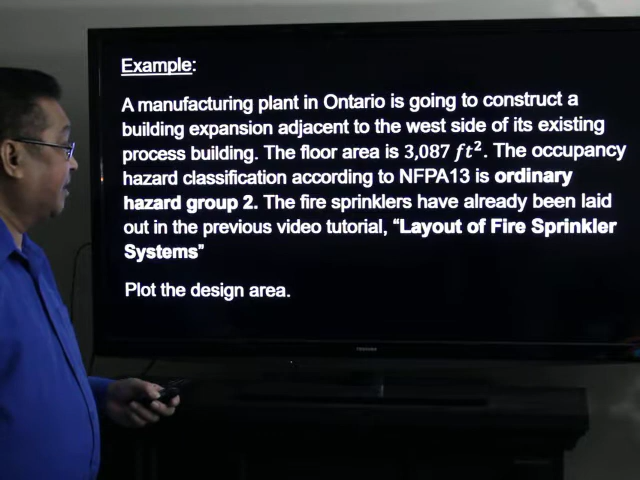 Example:
A manufacturing plant in Ontario is going to construct a
building expansion adjacent to the west side of its existing
process building. The floor area is 3,087 ft². The occupancy
hazard classification according to NFPA13 is ordinary
hazard group 2. The fire sprinklers have already been laid
out in the previous video tutorial, “Layout of Fire Sprinkler
Systems”
Plot the design area.
TOSHIBA